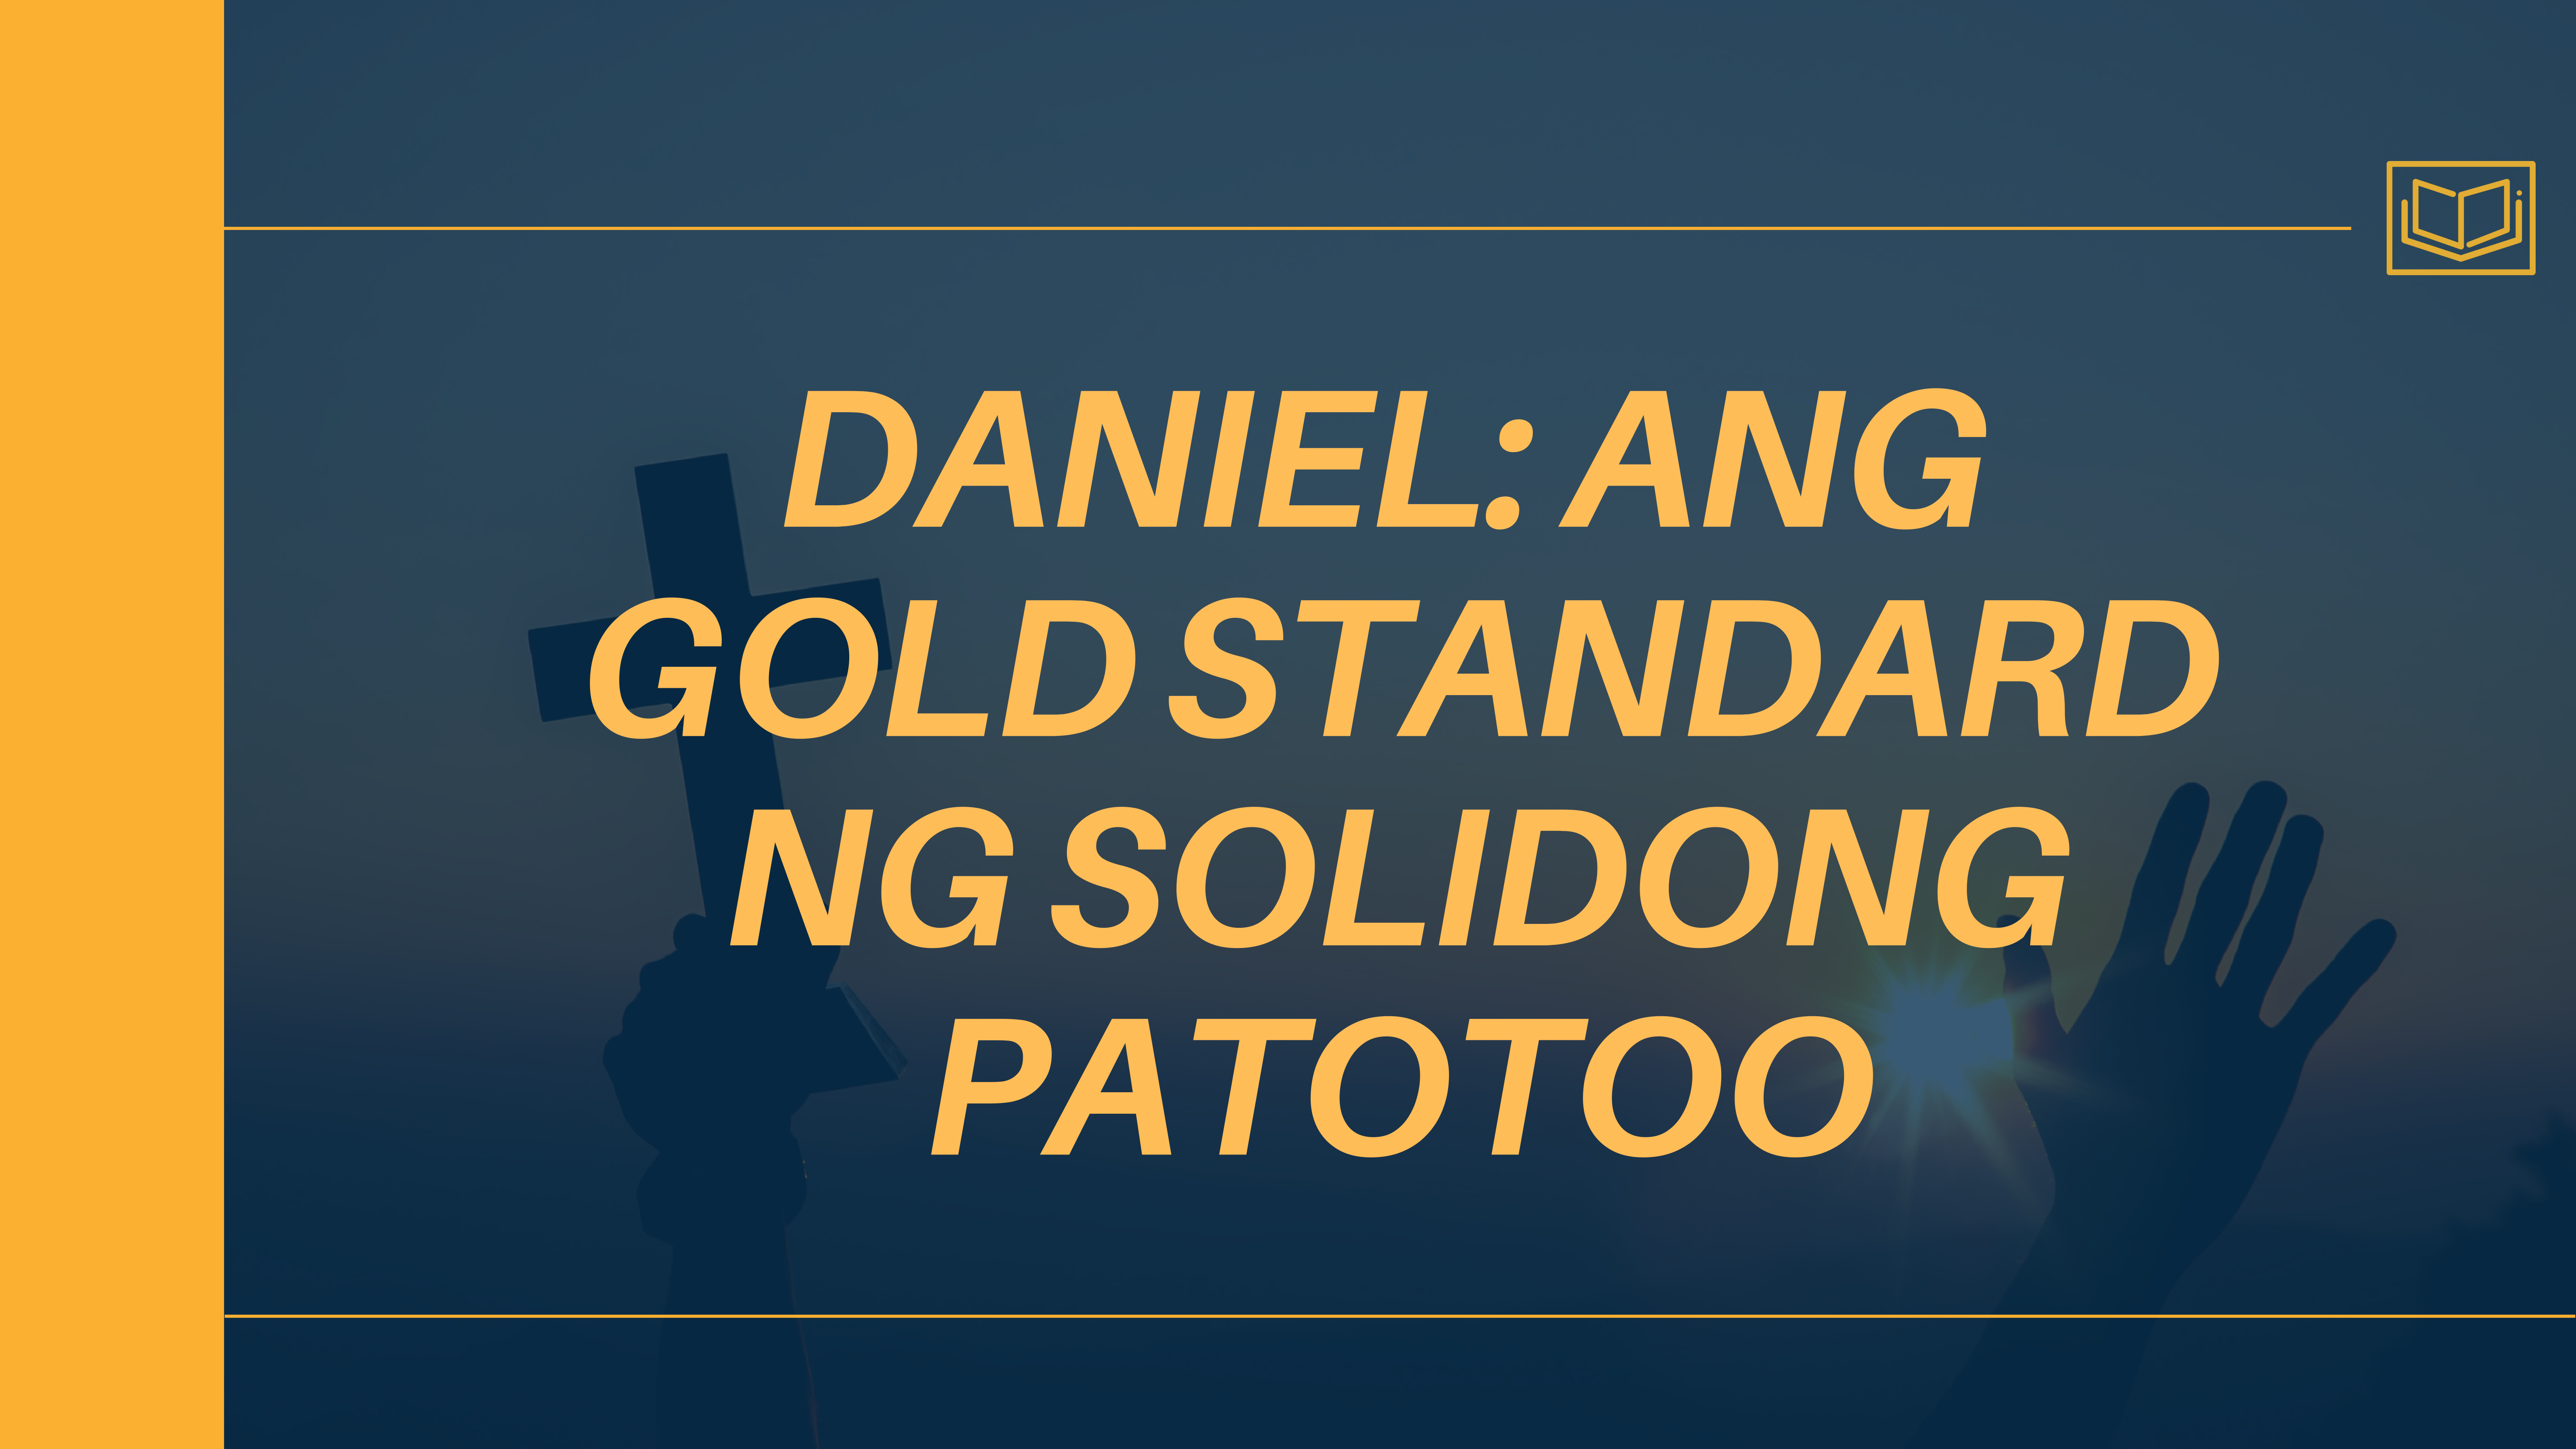 DANIEL: ANG
GOLD STANDARD
NG SOLIDONG
PATOTOO